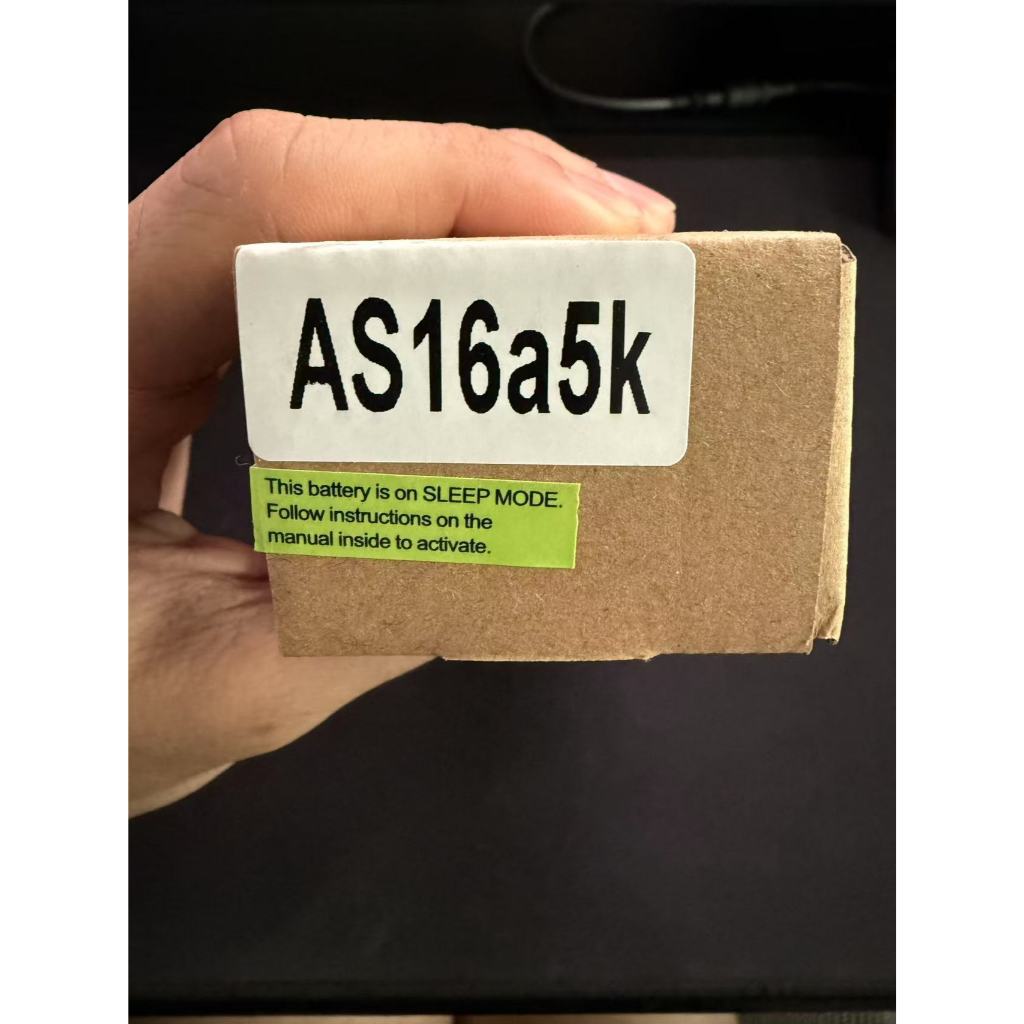 AS16a5k
This battery is on SLEEP MODE.
Follow instructions on the
manual inside to activate.